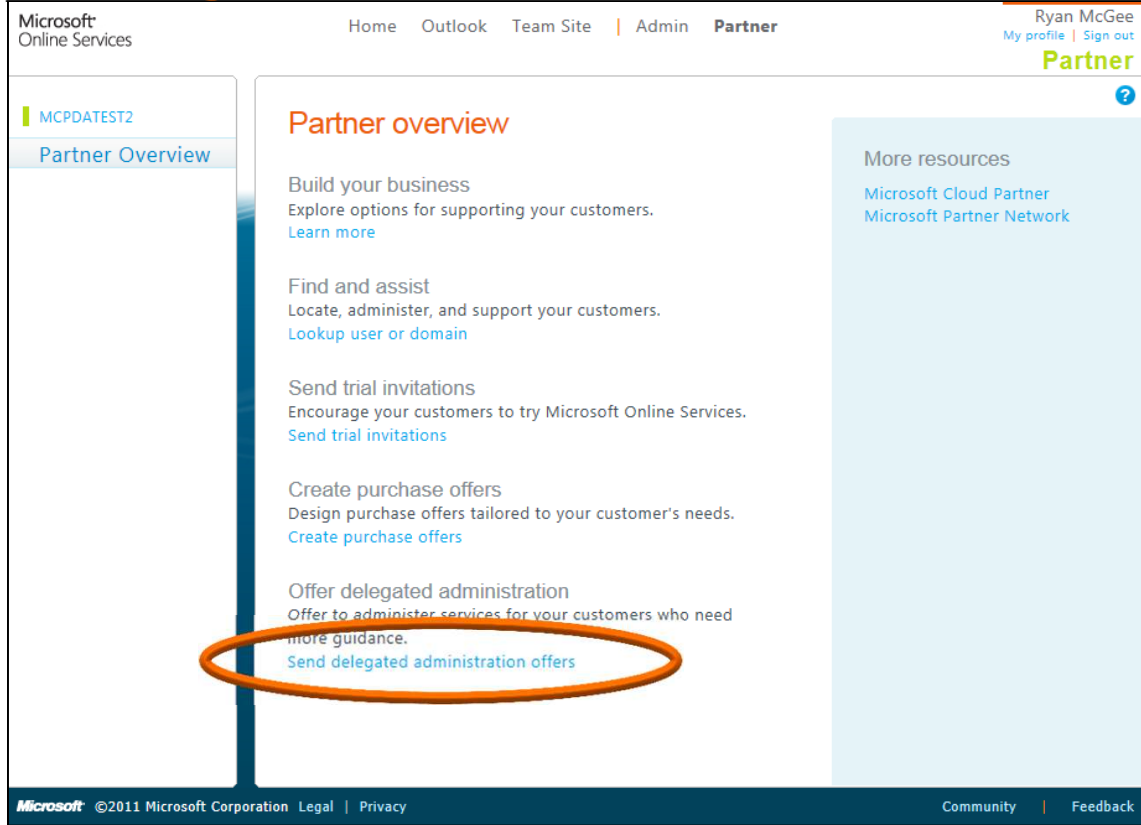 Microsoft
Online Services
Home Outlook Team Site | Admin Partner
Ryan McGee
My profile | Sign out
Partner
?
MCPDATEST2
Partner Overview
Partner overview
Build your business
Explore options for supporting your customers.
Learn more
Find and assist
Locate, administer, and support your customers.
Lookup user or domain
Send trial invitations
Encourage your customers to try Microsoft Online Services.
Send trial invitations
Create purchase offers
Design purchase offers tailored to your customer's needs.
Create purchase offers
Offer delegated administration
Offer to administer services for your customers who need
more guidance.
Send delegated administration offers
More resources
Microsoft Cloud Partner
Microsoft Partner Network
Microsoft ©2011 Microsoft Corporation Legal | Privacy
Community | Feedback